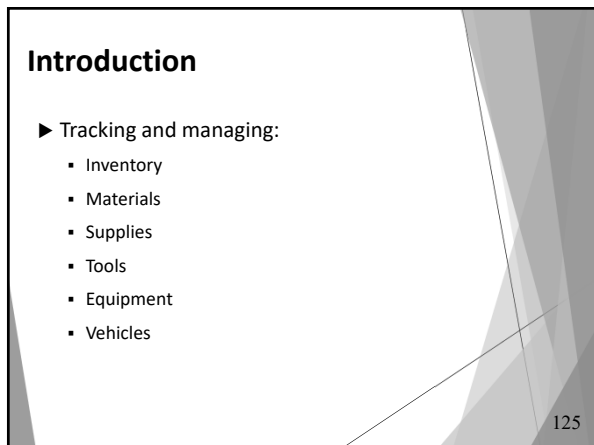 Introduction
▶ Tracking and managing:
▪ Inventory
▪ Materials
▪ Supplies
▪ Tools
▪ Equipment
▪ Vehicles
125